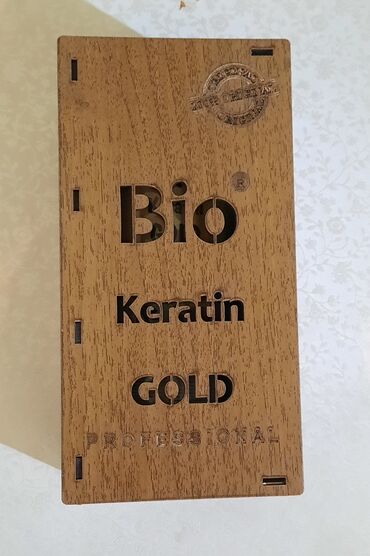 Bio®
Keratin
GOLD
PROFESSIONAL